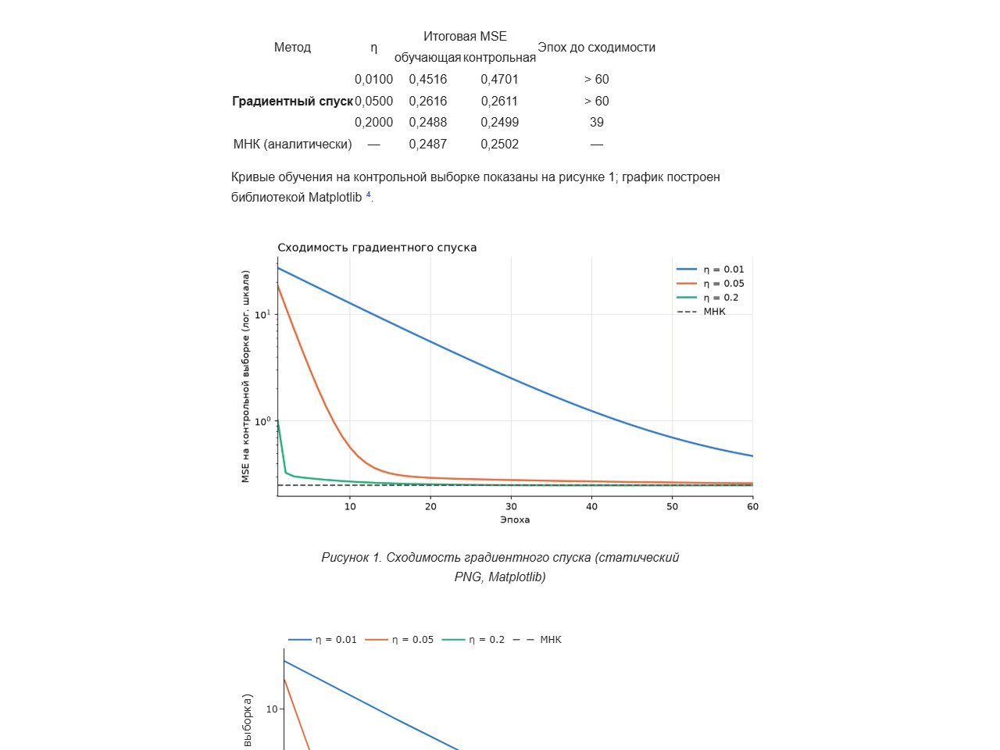 Метод η Итоговая MSE Эпох до сходимости
обучающая контрольная
0,0100 0,4516 0,4701 > 60
Градиентный спуск 0,0500 0,2616 0,2611 > 60
0,2000 0,2488 0,2499 39
МНК (аналитически) — 0,2487 0,2502 —
Кривые обучения на контрольной выборке показаны на рисунке 1; график построен
библиотекой Matplotlib 4.
Сходимость градиентного спуска
MSE на контрольной выборке (лог. шкала)
10¹
10⁰
η = 0.01
η = 0.05
η = 0.2
МНК
10 20 30 40 50 60
Эпоха
Рисунок 1. Сходимость градиентного спуска (статический
PNG, Matplotlib)
η = 0.01 η = 0.05 η = 0.2 МНК
10
выборка)